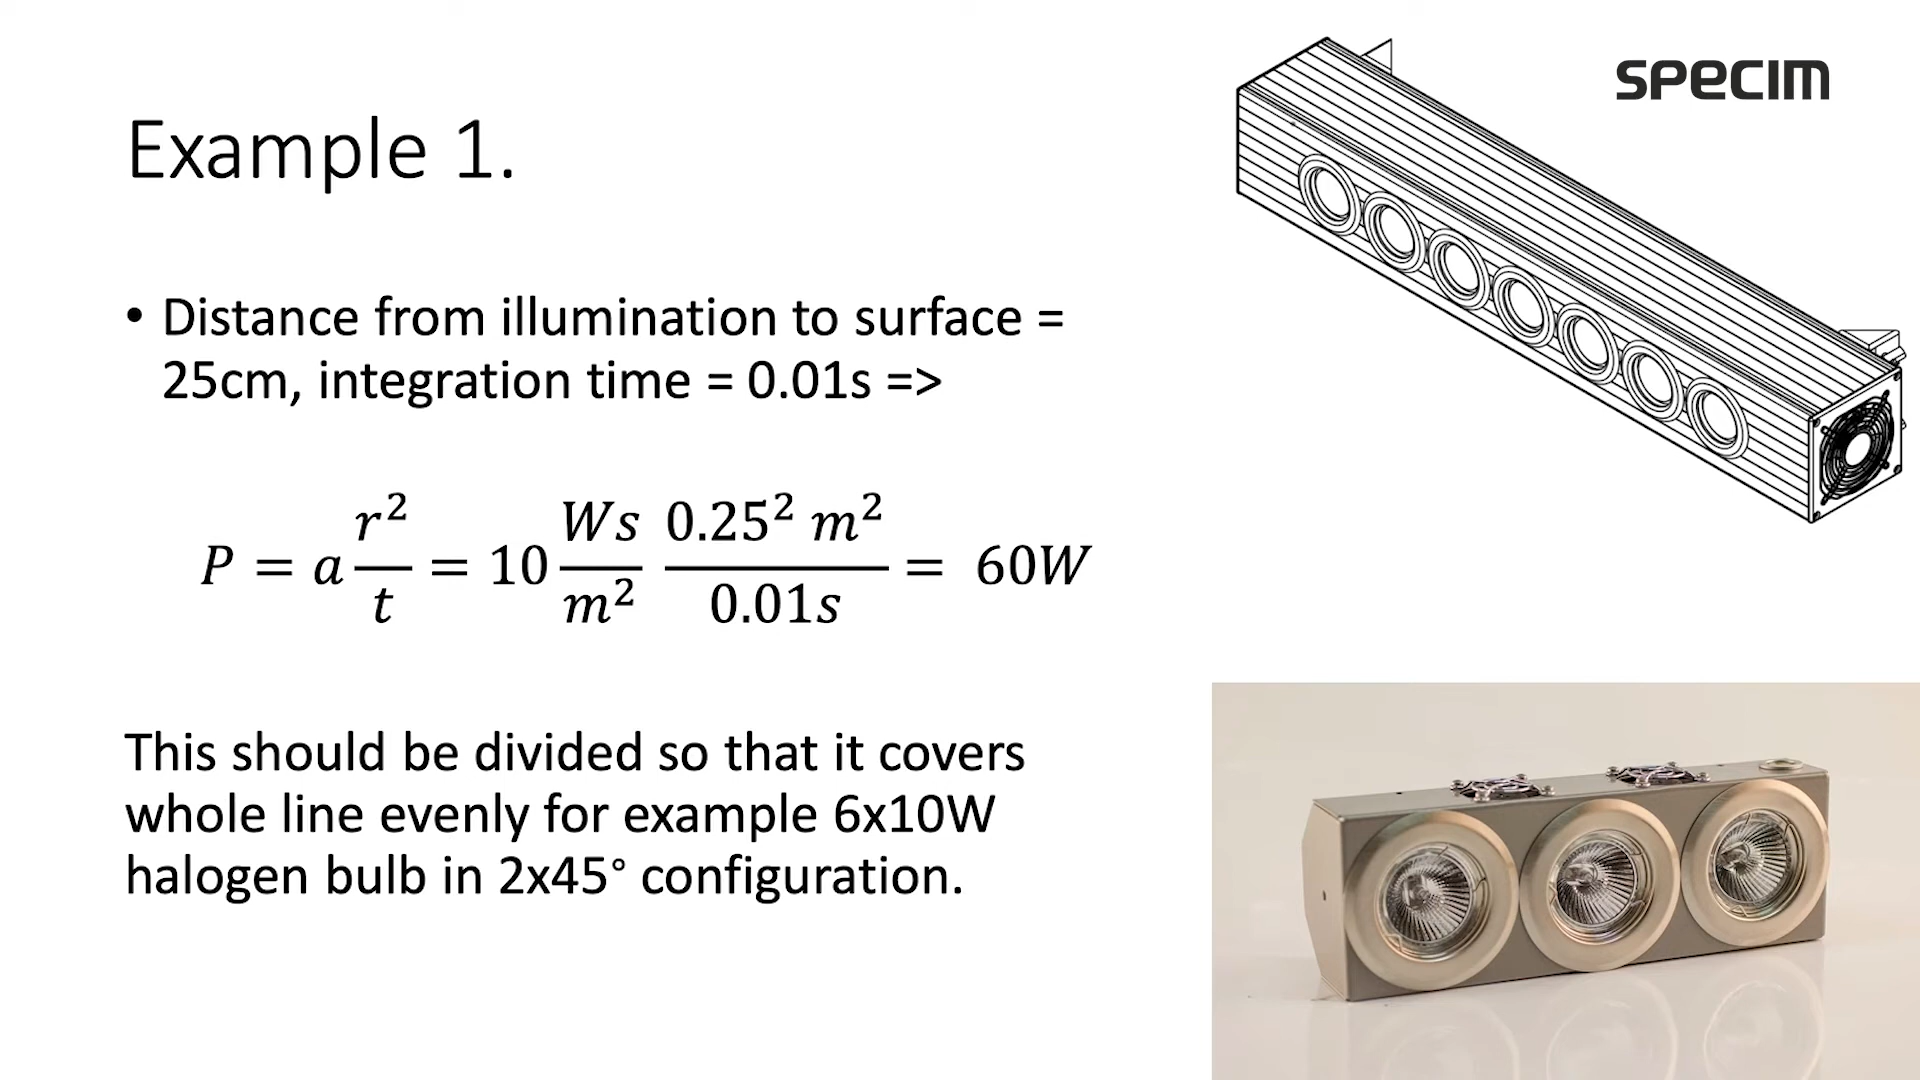 SPECIM
Example 1.
• Distance from illumination to surface =
25cm, integration time = 0.01s =>
P = a r²/t = 10 Ws/m² 0.25² m²/0.01s = 60W
This should be divided so that it covers
whole line evenly for example 6x10W
halogen bulb in 2x45° configuration.